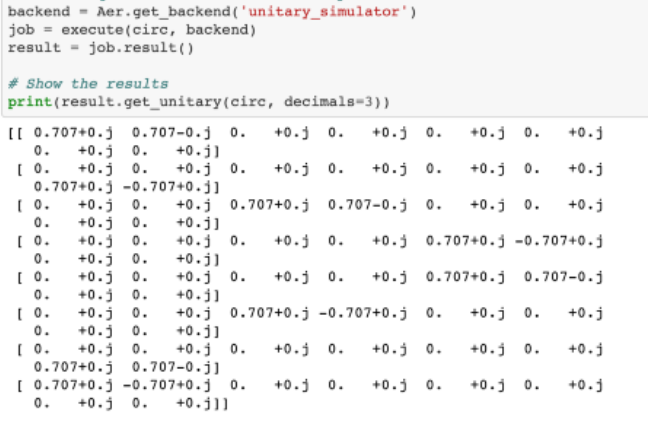 backend = Aer.get_backend('unitary_simulator')
job = execute(circ, backend)
result = job.result()
# Show the results
print(result.get_unitary(circ, decimals=3))
[[ 0.707+0.j  0.707-0.j  0.   +0.j  0.   +0.j  0.   +0.j  0.   +0.j
   0.   +0.j  0.   +0.j]
 [ 0.   +0.j  0.   +0.j  0.   +0.j  0.   +0.j  0.   +0.j  0.   +0.j
   0.707+0.j -0.707+0.j]
 [ 0.   +0.j  0.   +0.j  0.707+0.j  0.707-0.j  0.   +0.j  0.   +0.j
   0.   +0.j  0.   +0.j]
 [ 0.   +0.j  0.   +0.j  0.   +0.j  0.   +0.j  0.707+0.j -0.707+0.j
   0.   +0.j  0.   +0.j]
 [ 0.   +0.j  0.   +0.j  0.   +0.j  0.   +0.j  0.707+0.j  0.707-0.j
   0.   +0.j  0.   +0.j]
 [ 0.   +0.j  0.   +0.j  0.707+0.j -0.707+0.j  0.   +0.j  0.   +0.j
   0.   +0.j  0.   +0.j]
 [ 0.   +0.j  0.   +0.j  0.   +0.j  0.   +0.j  0.   +0.j  0.   +0.j
   0.707+0.j  0.707-0.j]
 [ 0.707+0.j -0.707+0.j  0.   +0.j  0.   +0.j  0.   +0.j  0.   +0.j
   0.   +0.j  0.   +0.j]]